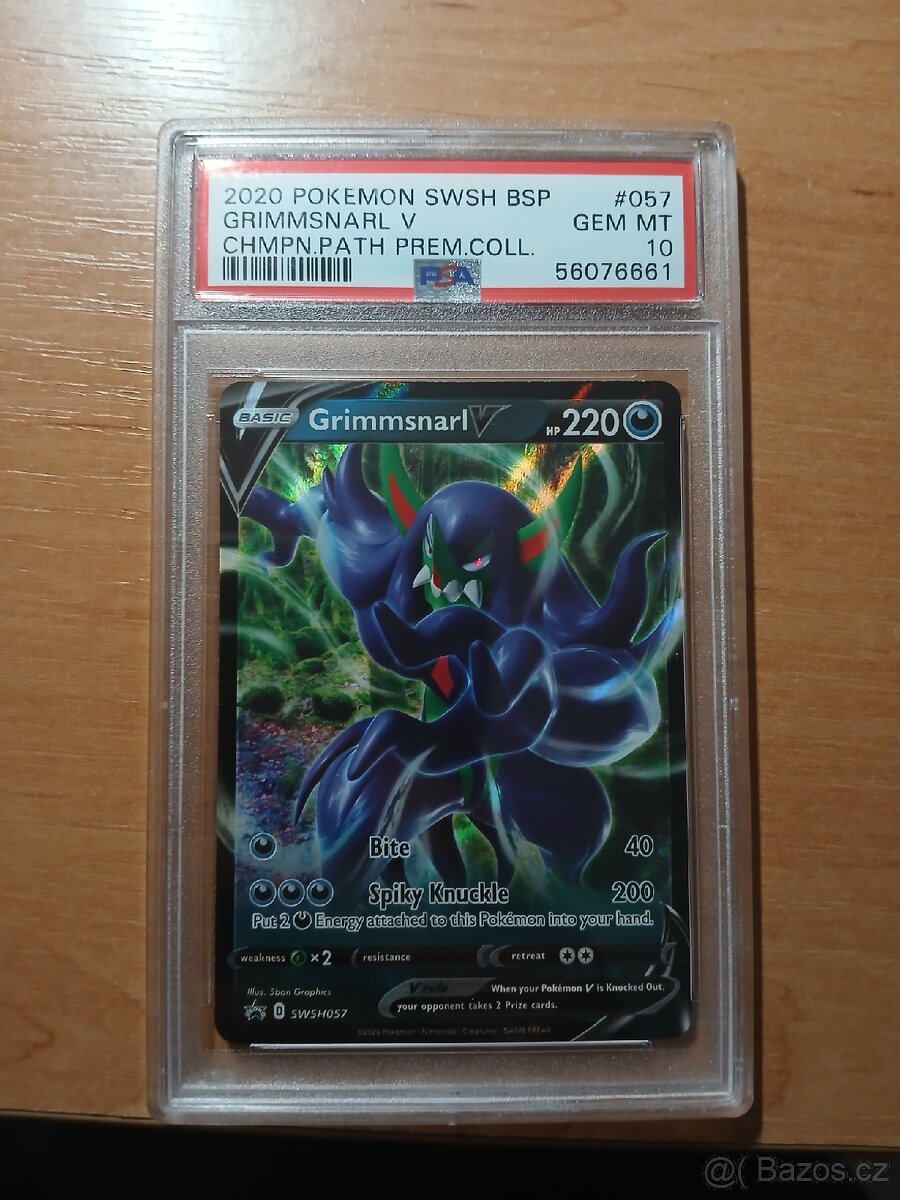 2020 POKEMON SWSH BSP #057
GRIMMSNARL V GEM MT
CHMPN.PATH PREM.COLL. 10
PSA 56076661
BASIC Grimmsnarl V HP 220
Bite 40
Spiky Knuckle 200
Put 2 Energy attached to this Pokémon into your hand.
weakness ×2 resistance retreat
Illus. 5ban Graphics
V rule When your Pokémon V is Knocked Out,
your opponent takes 2 Prize cards.
D SWSH057
©2020 Pokémon / Nintendo / Creatures / GAME FREAK
@( Bazos.cz